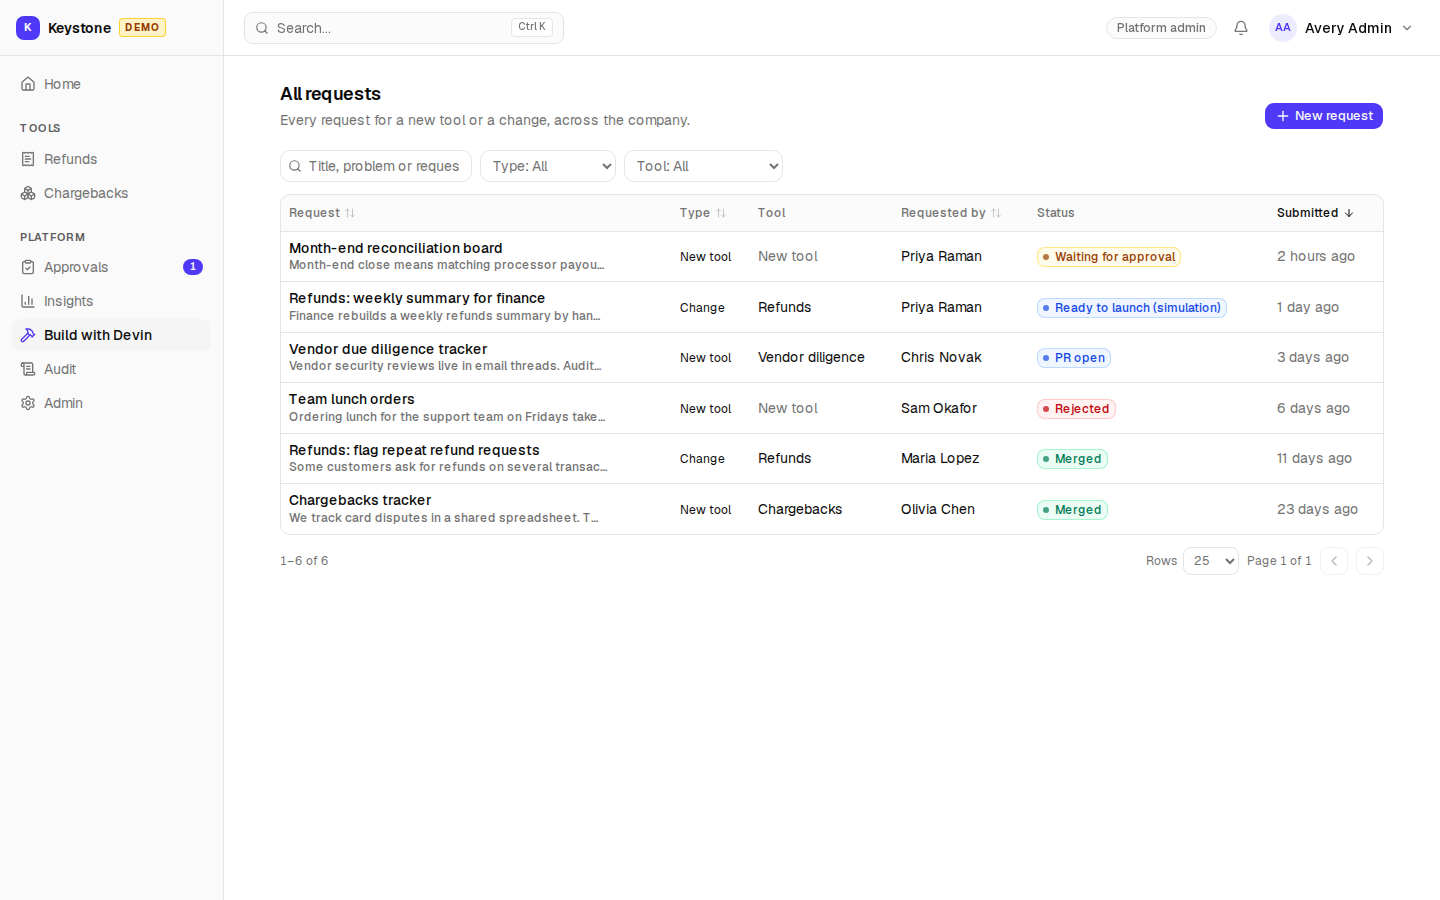 K Keystone DEMO
Search... Ctrl K
Platform admin
AA Avery Admin
Home
TOOLS
Refunds
Chargebacks
PLATFORM
Approvals 1
Insights
Build with Devin
Audit
Admin
All requests
Every request for a new tool or a change, across the company.
New request
Title, problem or reques
Type: All
Tool: All
Request Type Tool Requested by Status Submitted
Month-end reconciliation board
Month-end close means matching processor payou...
New tool New tool Priya Raman Waiting for approval 2 hours ago
Refunds: weekly summary for finance
Finance rebuilds a weekly refunds summary by han...
Change Refunds Priya Raman Ready to launch (simulation) 1 day ago
Vendor due diligence tracker
Vendor security reviews live in email threads. Audit...
New tool Vendor diligence Chris Novak PR open 3 days ago
Team lunch orders
Ordering lunch for the support team on Fridays take...
New tool New tool Sam Okafor Rejected 6 days ago
Refunds: flag repeat refund requests
Some customers ask for refunds on several transac...
Change Refunds Maria Lopez Merged 11 days ago
Chargebacks tracker
We track card disputes in a shared spreadsheet. T...
New tool Chargebacks Olivia Chen Merged 23 days ago
1–6 of 6
Rows 25 Page 1 of 1